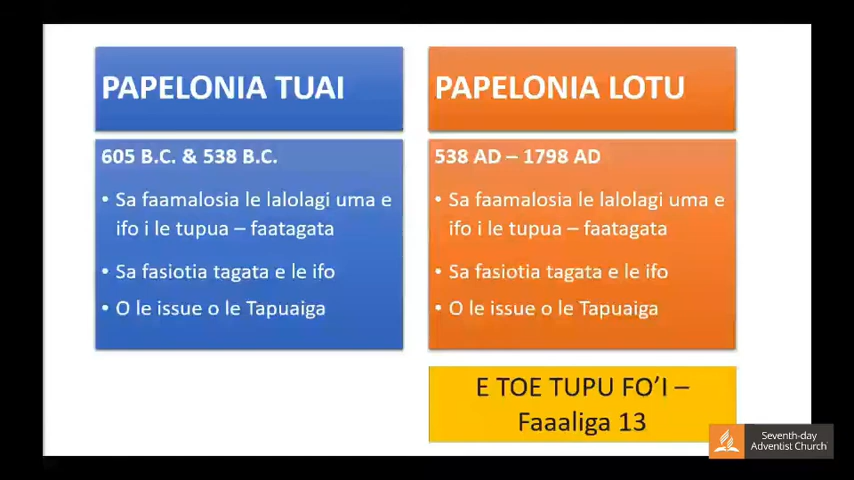 PAPELONIA TUAI
605 B.C. & 538 B.C.
• Sa faamalosia le lalolagi uma e
ifo i le tupua – faatagata
• Sa fasiotia tagata e le ifo
• O le issue o le Tapuaiga
PAPELONIA LOTU
538 AD – 1798 AD
• Sa faamalosia le lalolagi uma e
ifo i le tupua – faatagata
• Sa fasiotia tagata e le ifo
• O le issue o le Tapuaiga
E TOE TUPU FO’I –
Faaaliga 13
Seventh-day
Adventist Church